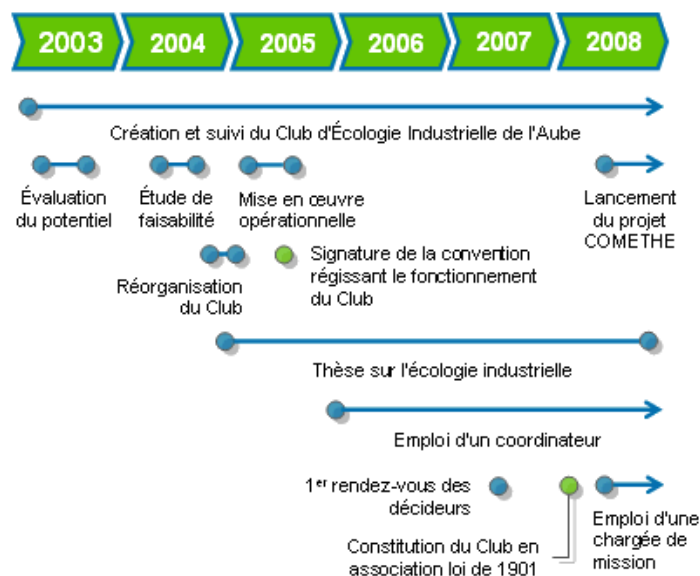 2003 2004 2005 2006 2007 2008
Création et suivi du Club d'Écologie Industrielle de l'Aube
Évaluation
du potentiel
Étude de
faisabilité
Mise en œuvre
opérationnelle
Lancement
du projet
COMETHE
Réorganisation
du Club
Signature de la convention
régissant le fonctionnement
du Club
Thèse sur l'écologie industrielle
Emploi d'un coordinateur
1er rendez-vous des
décideurs
Constitution du Club en
association loi de 1901
Emploi d'une
chargée de
mission